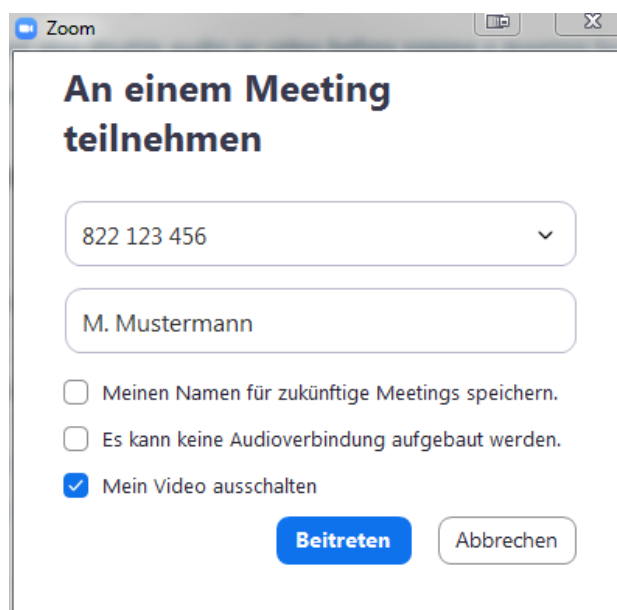 Zoom
An einem Meeting
teilnehmen
822 123 456
M. Mustermann
Meinen Namen für zukünftige Meetings speichern.
Es kann keine Audioverbindung aufgebaut werden.
Mein Video ausschalten
Beitreten Abbrechen